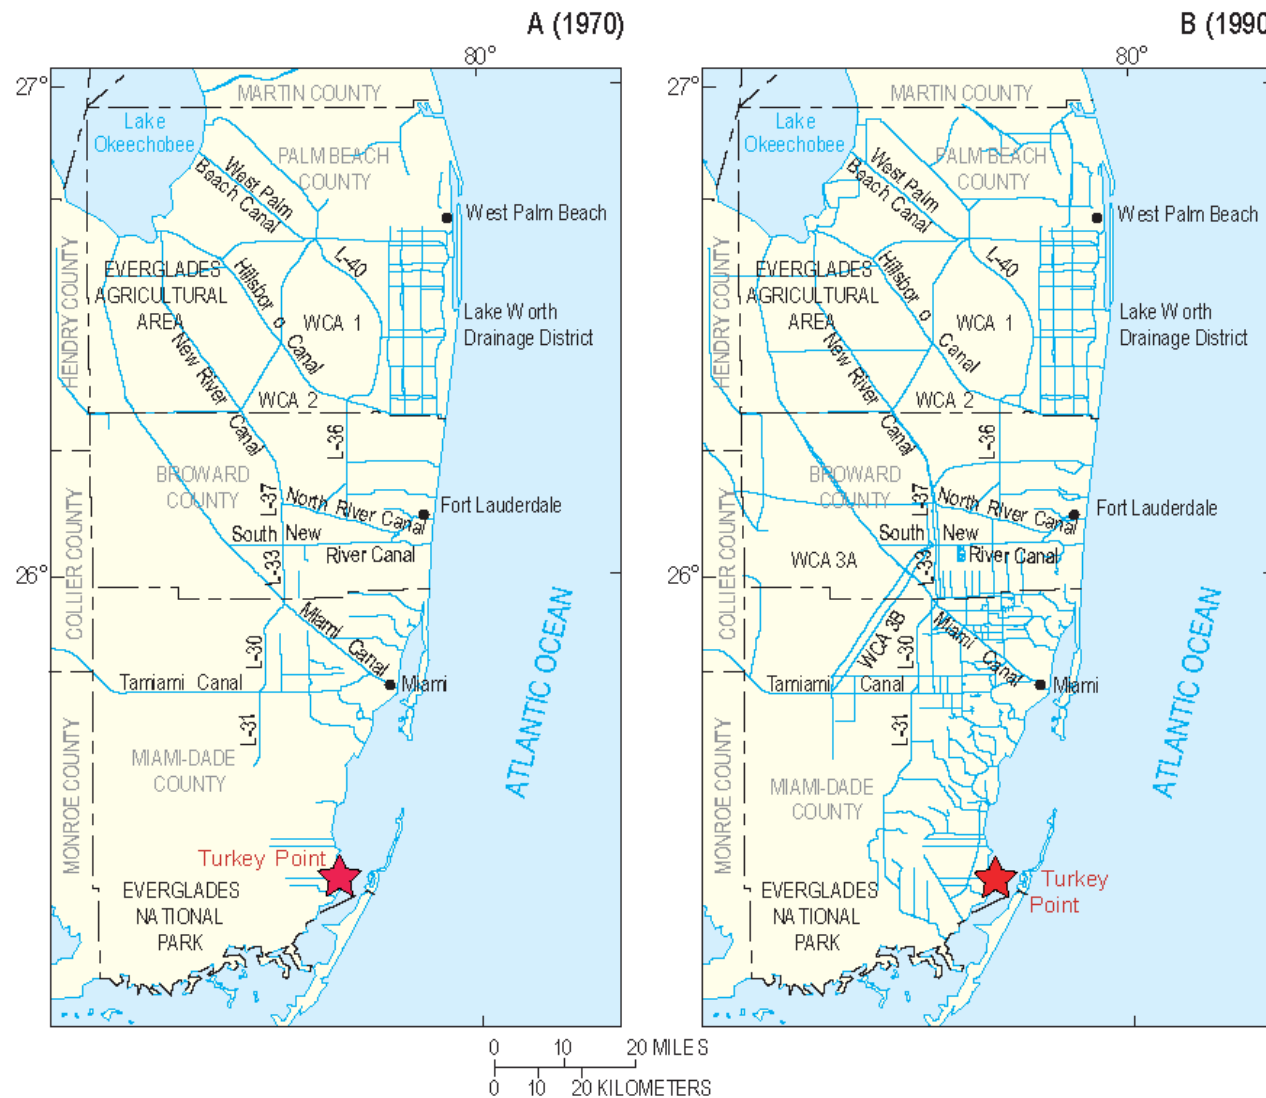 A (1970)
80°
27°
MARTIN COUNTY
Lake
Okeechobee
PALM BEACH
COUNTY
West Palm
Beach Canal
West Palm Beach
L-40
HENDRY COUNTY
EVERGLADES
AGRICULTURAL
AREA
Hillsbor o
Canal
WCA 1
Lake Worth
Drainage District
New River
Canal
WCA 2
L-36
BROWARD
COUNTY
L-37
North River Canal
Fort Lauderdale
South New
River Canal
L-33
COLLIER COUNTY
26°
Miami Canal
L-30
Tamiami Canal
Miami
L-31
ATLANTIC OCEAN
MIAMI-DADE
COUNTY
MONROE COUNTY
Turkey Point
EVERGLADES
NATIONAL
PARK
B (1990
80°
27°
MARTIN COUNTY
Lake
Okeechobee
PALM BEACH
COUNTY
West Palm
Beach Canal
West Palm Beach
L-40
HENDRY COUNTY
EVERGLADES
AGRICULTURAL
AREA
Hillsbor o
Canal
WCA 1
Lake Worth
Drainage District
New River
Canal
WCA 2
L-36
BROWARD
COUNTY
L-37
North River Canal
Fort Lauderdale
South New
River Canal
L-33
WCA 3A
COLLIER COUNTY
26°
WCA 3B
Miami Canal
L-30
Tamiami Canal
Miami
L-31
ATLANTIC OCEAN
MIAMI-DADE
COUNTY
MONROE COUNTY
Turkey
Point
EVERGLADES
NATIONAL
PARK
0 10 20 MILES
0 10 20 KILOMETERS